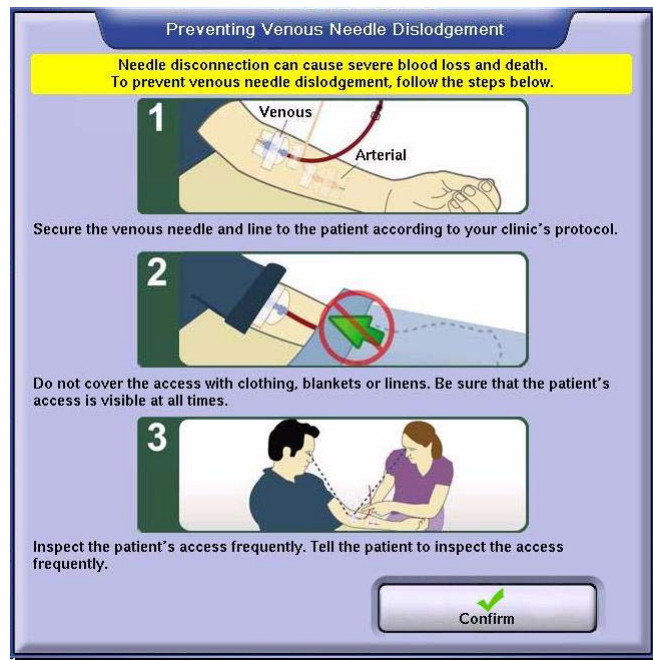 Preventing Venous Needle Dislodgement
Needle disconnection can cause severe blood loss and death.
To prevent venous needle dislodgement, follow the steps below.
1
Venous
Arterial
Secure the venous needle and line to the patient according to your clinic's protocol.
2
Do not cover the access with clothing, blankets or linens. Be sure that the patient's
access is visible at all times.
3
Inspect the patient's access frequently. Tell the patient to inspect the access
frequently.
Confirm